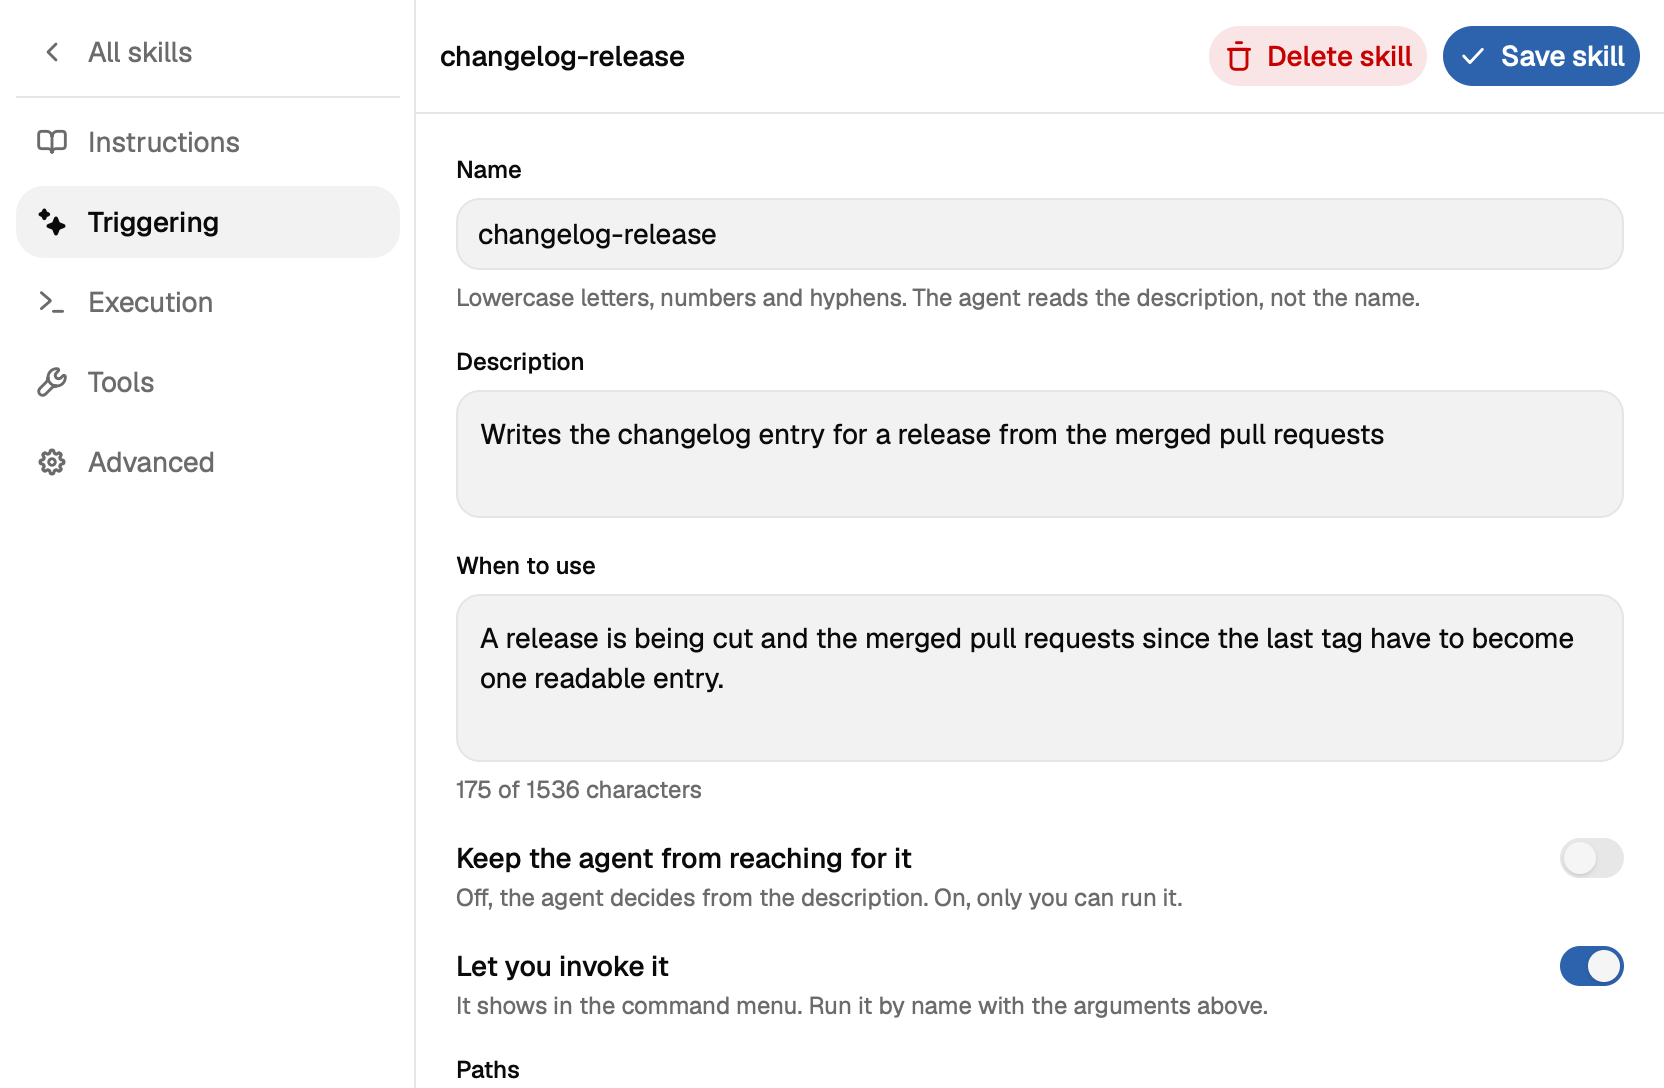 All skills
Instructions
Triggering
Execution
Tools
Advanced
changelog-release
Delete skill
Save skill
Name
changelog-release
Lowercase letters, numbers and hyphens. The agent reads the description, not the name.
Description
Writes the changelog entry for a release from the merged pull requests
When to use
A release is being cut and the merged pull requests since the last tag have to become
one readable entry.
175 of 1536 characters
Keep the agent from reaching for it
Off, the agent decides from the description. On, only you can run it.
Let you invoke it
It shows in the command menu. Run it by name with the arguments above.
Paths